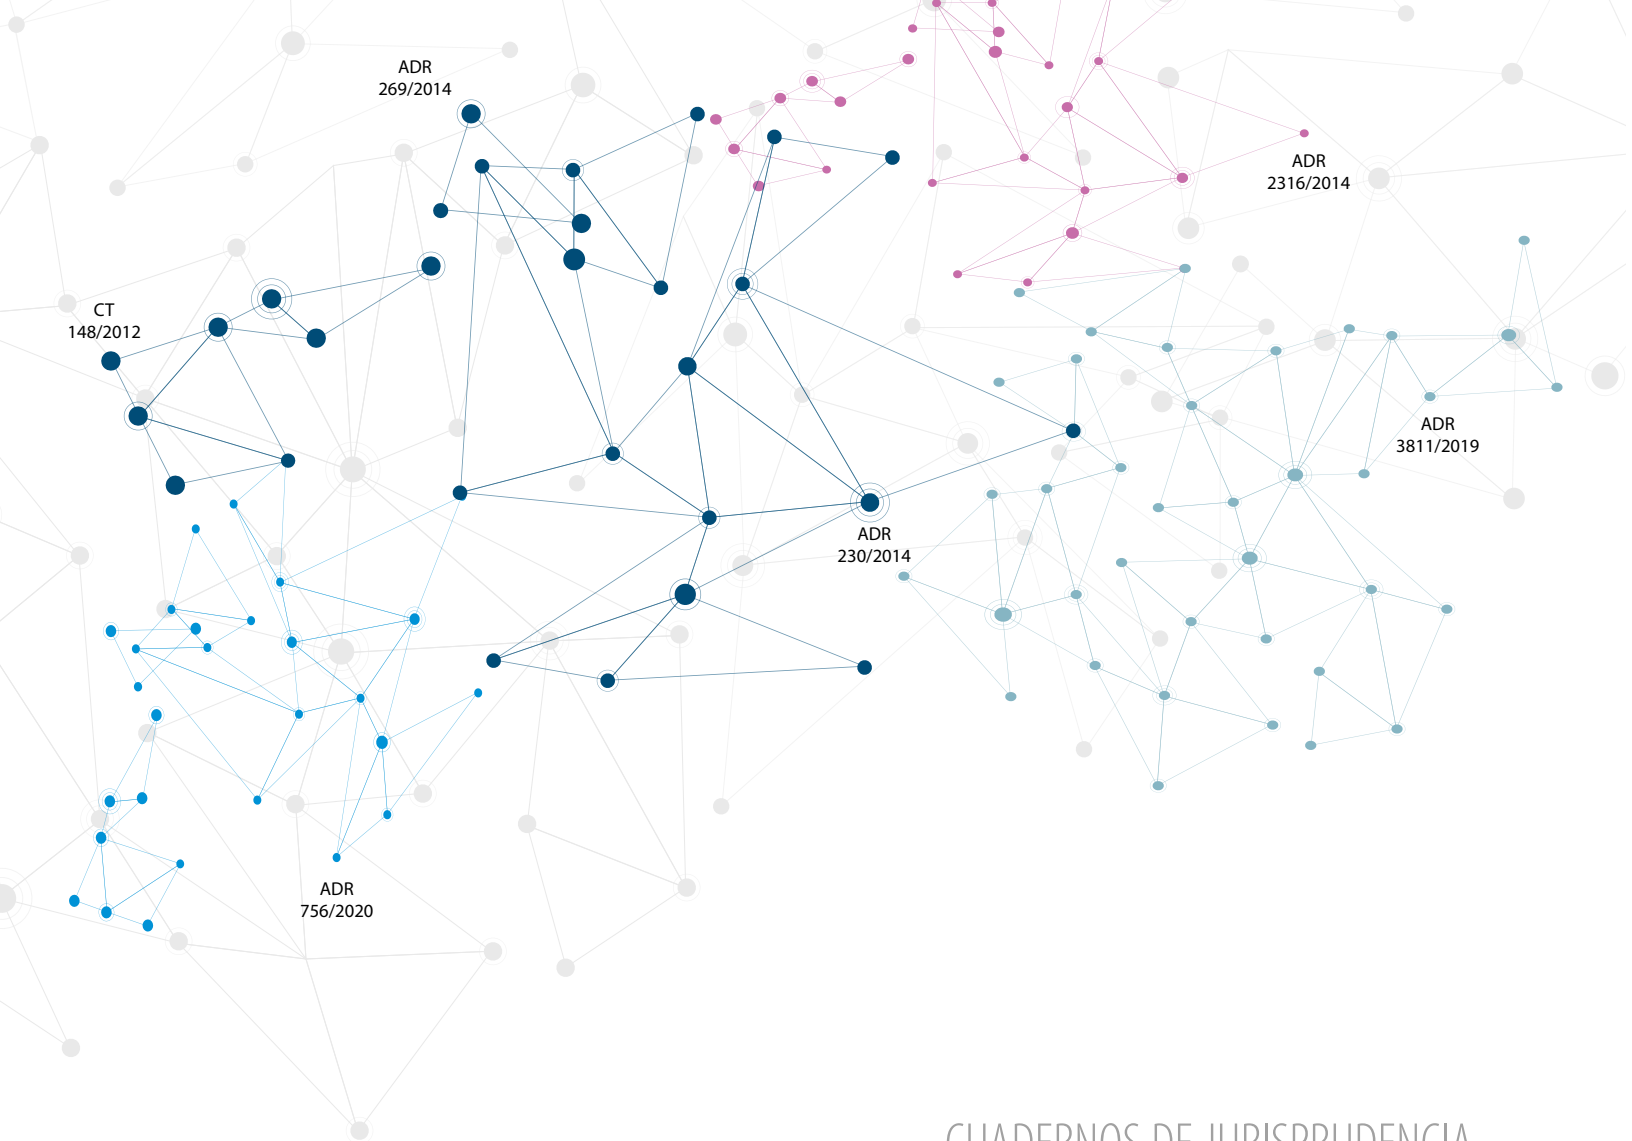 ADR
269/2014
ADR
2316/2014
CT
148/2012
ADR
3811/2019
ADR
230/2014
ADR
756/2020
CUADERNOS DE JURISPRUDENCIA